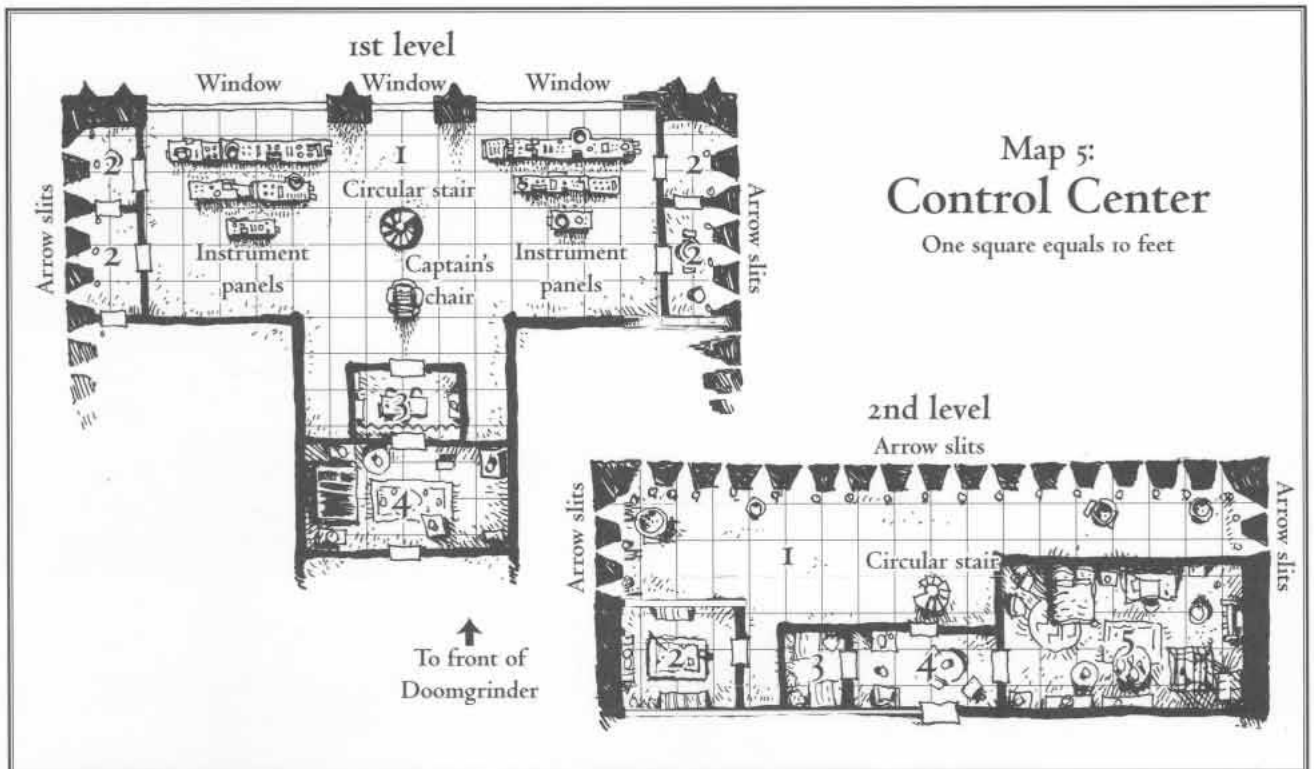 1st level
Window
Window
Window
Map 5:
Control Center
One square equals 10 feet
1
2
2
Circular stair
Arrow slits
Arrow slits
2
2
Instrument
panels
Captain's
chair
Instrument
panels
3
4
To front of
Doomgrinder
2nd level
Arrow slits
Arrow slits
Arrow slits
1
Circular stair
2
3
4
5